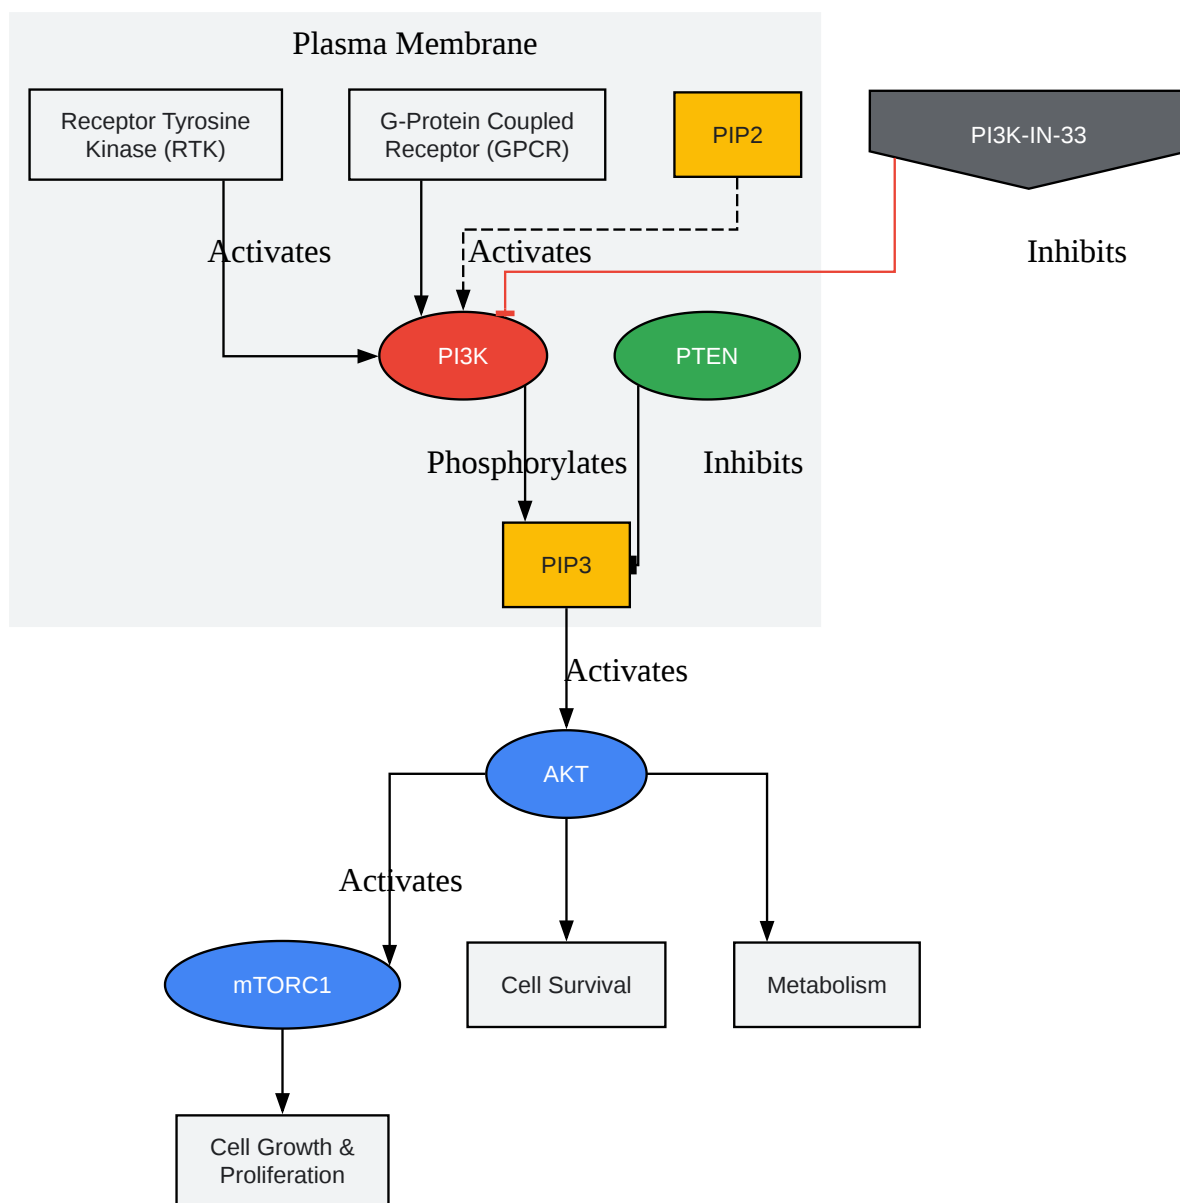 Plasma Membrane
Receptor Tyrosine
Kinase (RTK)
G-Protein Coupled
Receptor (GPCR)
PIP2
PI3K-IN-33
Activates
Activates
Inhibits
PI3K
PTEN
Phosphorylates
Inhibits
PIP3
Activates
AKT
Activates
mTORC1
Cell Survival
Metabolism
Cell Growth &
Proliferation